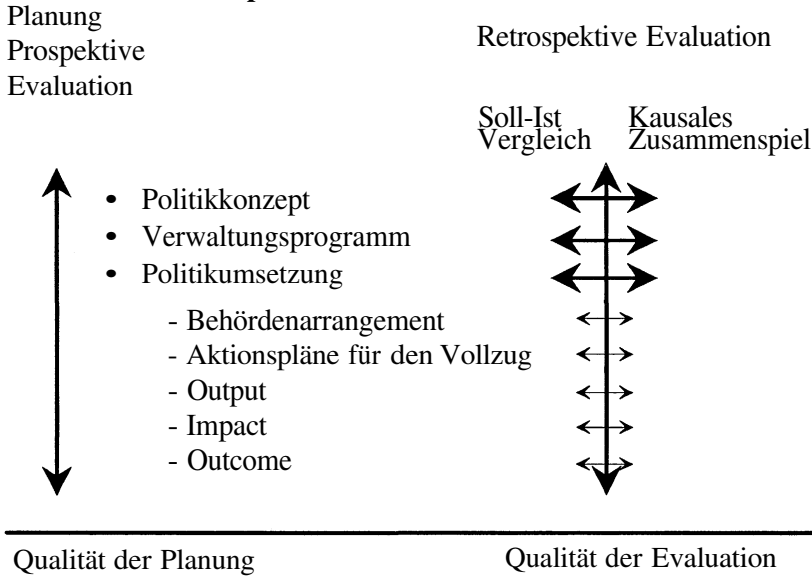 Planung
Prospektive
Evaluation
Retrospektive Evaluation
Soll-Ist
Vergleich
Kausales
Zusammenspiel
• Politikkonzept
• Verwaltungsprogramm
• Politikumsetzung
- Behördenarrangement
- Aktionspläne für den Vollzug
- Output
- Impact
- Outcome
Qualität der Planung
Qualität der Evaluation